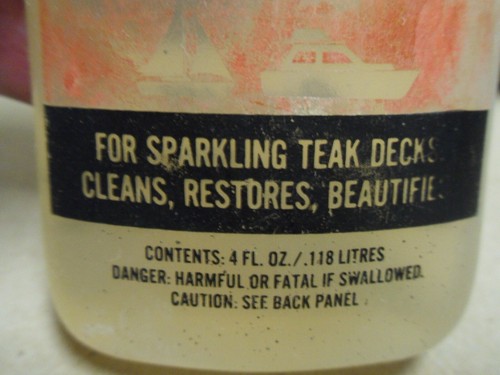 FOR SPARKLING TEAK DECKS
CLEANS, RESTORES, BEAUTIFIE
CONTENTS: 4 FL. OZ./.118 LITRES
DANGER: HARMFUL OR FATAL IF SWALLOWED.
CAUTION: SEE BACK PANEL